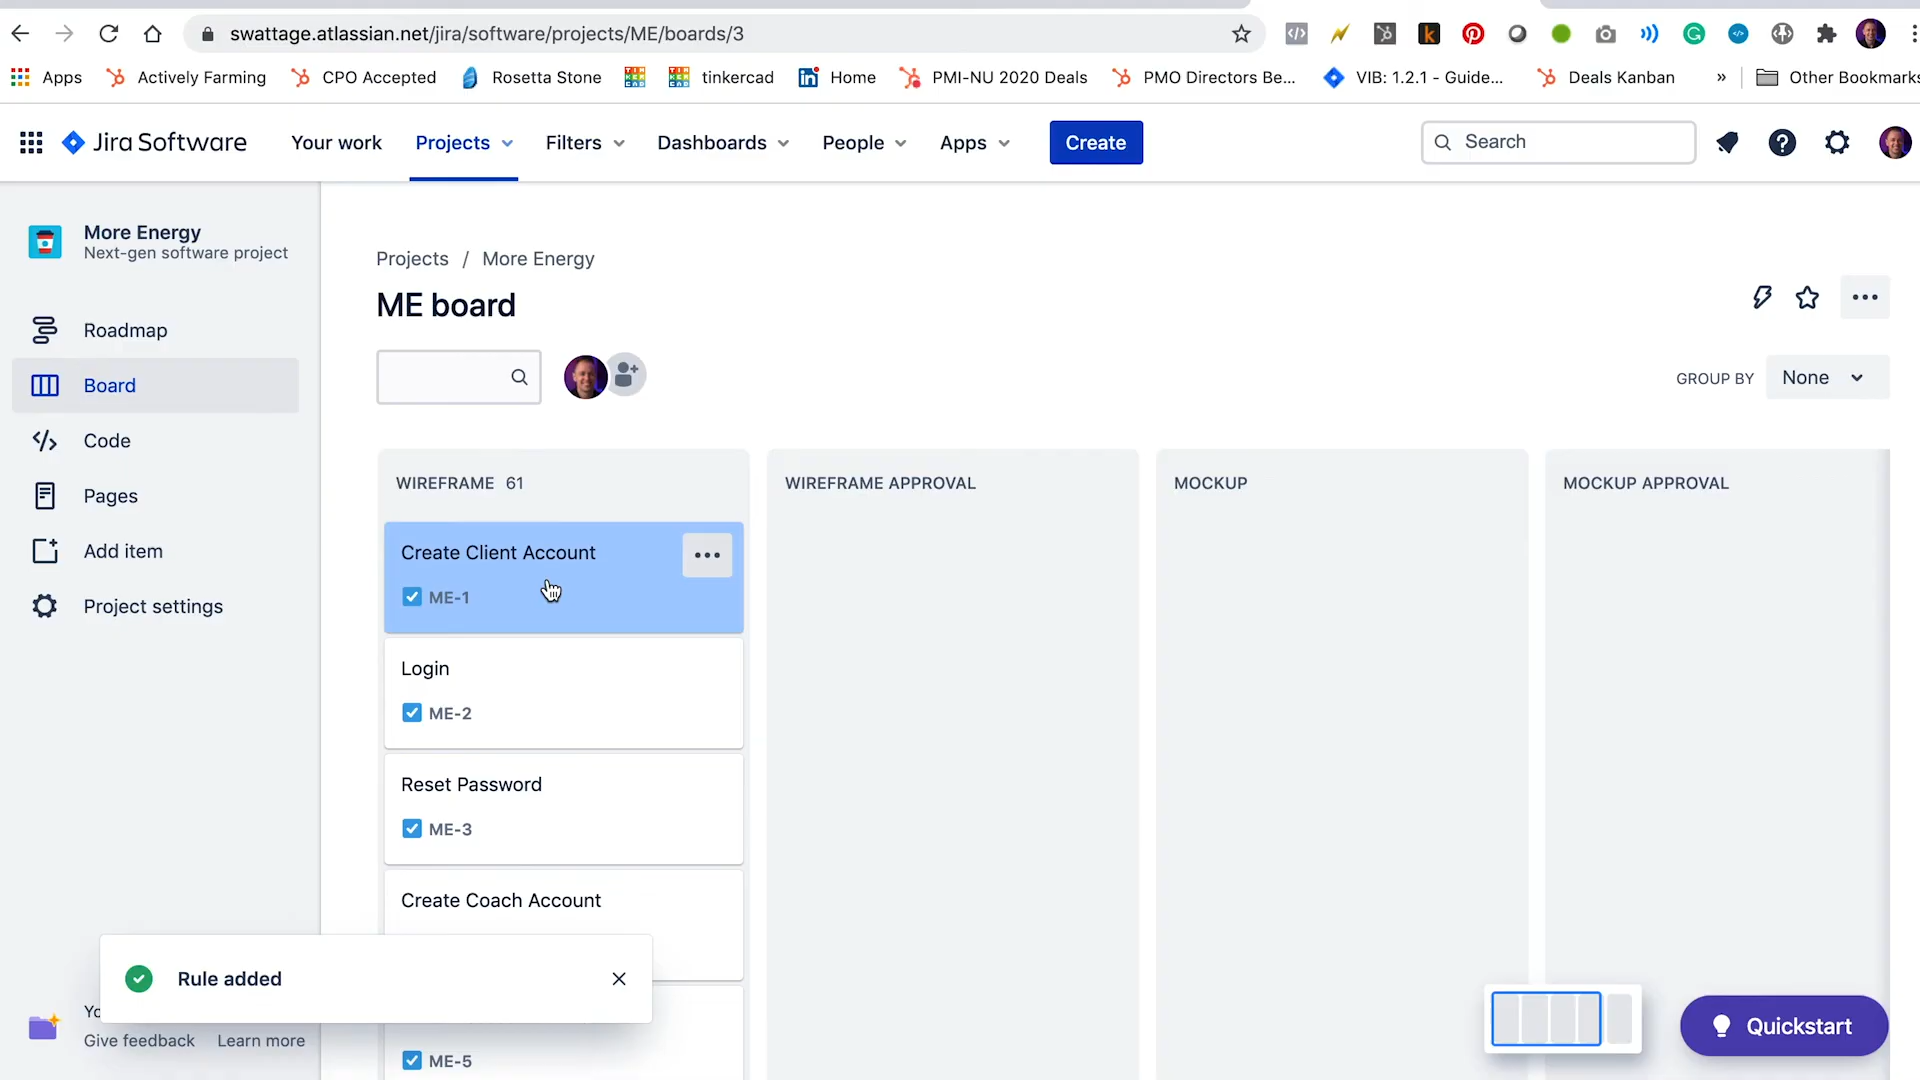 swattage.atlassian.net/jira/software/projects/ME/boards/3
Apps Actively Farming CPO Accepted Rosetta Stone tinkercad Home PMI-NU 2020 Deals PMO Directors Be... VIB: 1.2.1 - Guide... Deals Kanban » Other Bookmarks
Jira Software Your work Projects Filters Dashboards People Apps Create Search
More Energy
Next-gen software project
Roadmap
Board
Code
Pages
Add item
Project settings
Projects / More Energy
ME board
GROUP BY None
WIREFRAME 61
WIREFRAME APPROVAL
MOCKUP
MOCKUP APPROVAL
Create Client Account
ME-1
Login
ME-2
Reset Password
ME-3
Create Coach Account
ME-5
Rule added
Give feedback Learn more
Quickstart